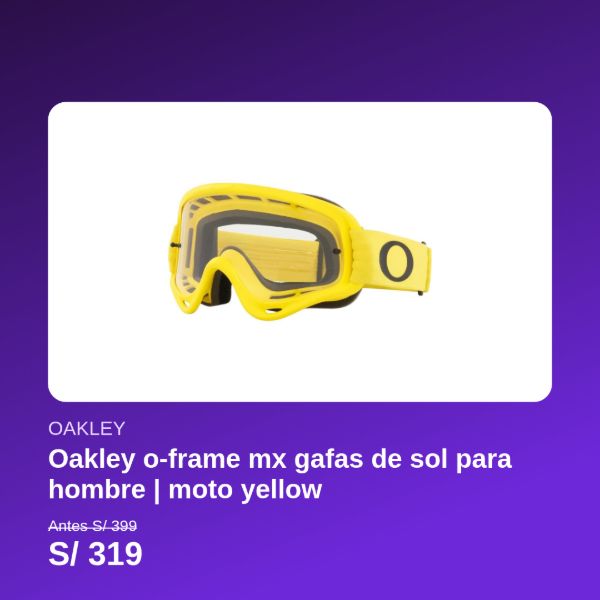 OAKLEY
Oakley o-frame mx gafas de sol para
hombre | moto yellow
Antes S/ 399
S/ 319